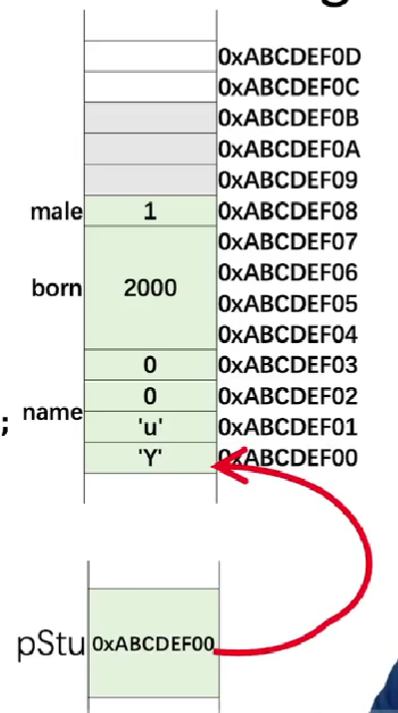 0xABCDEF0D
0xABCDEF0C
0xABCDEF0B
0xABCDEF0A
0xABCDEF09
male 1 0xABCDEF08
0xABCDEF07
0xABCDEF06
born 2000
0xABCDEF05
0xABCDEF04
0 0xABCDEF03
0 0xABCDEF02
; name
'u' 0xABCDEF01
'Y' 0xABCDEF00
pStu 0xABCDEF00